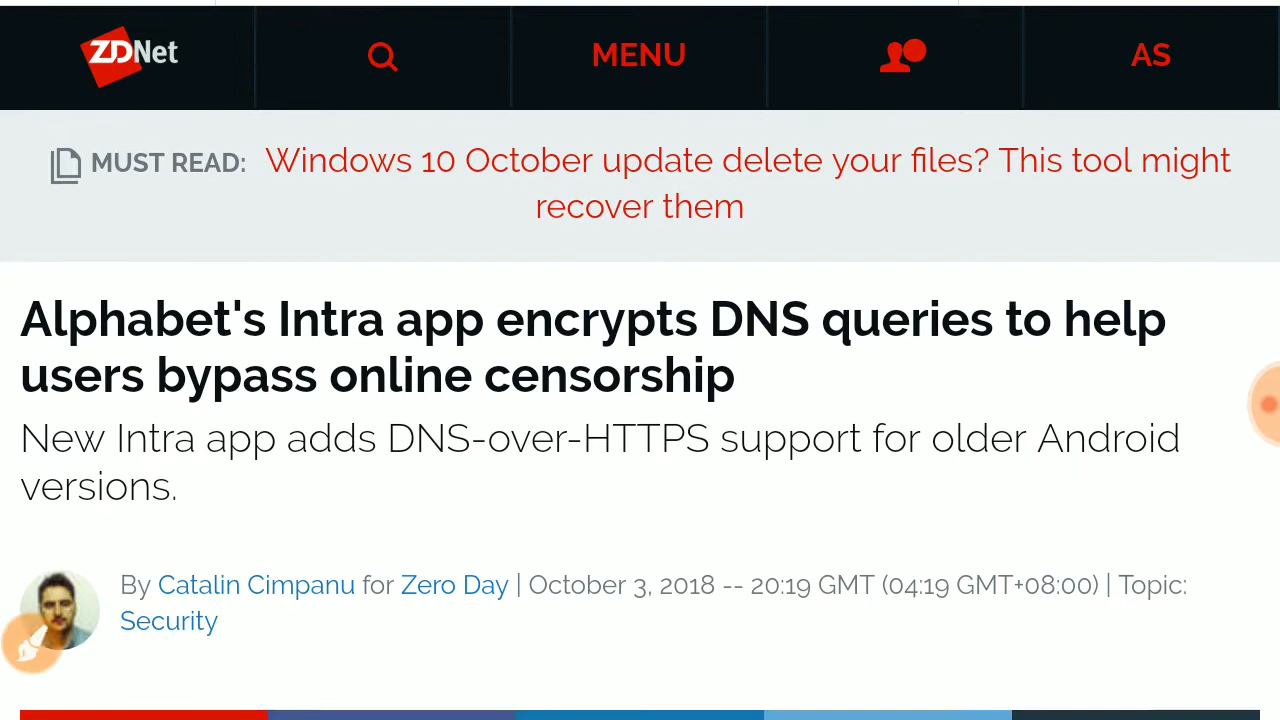 ZDNet
MENU
AS
MUST READ: Windows 10 October update delete your files? This tool might
recover them
Alphabet's Intra app encrypts DNS queries to help
users bypass online censorship
New Intra app adds DNS-over-HTTPS support for older Android
versions.
By Catalin Cimpanu for Zero Day | October 3, 2018 -- 20:19 GMT (04:19 GMT+08:00) | Topic:
Security